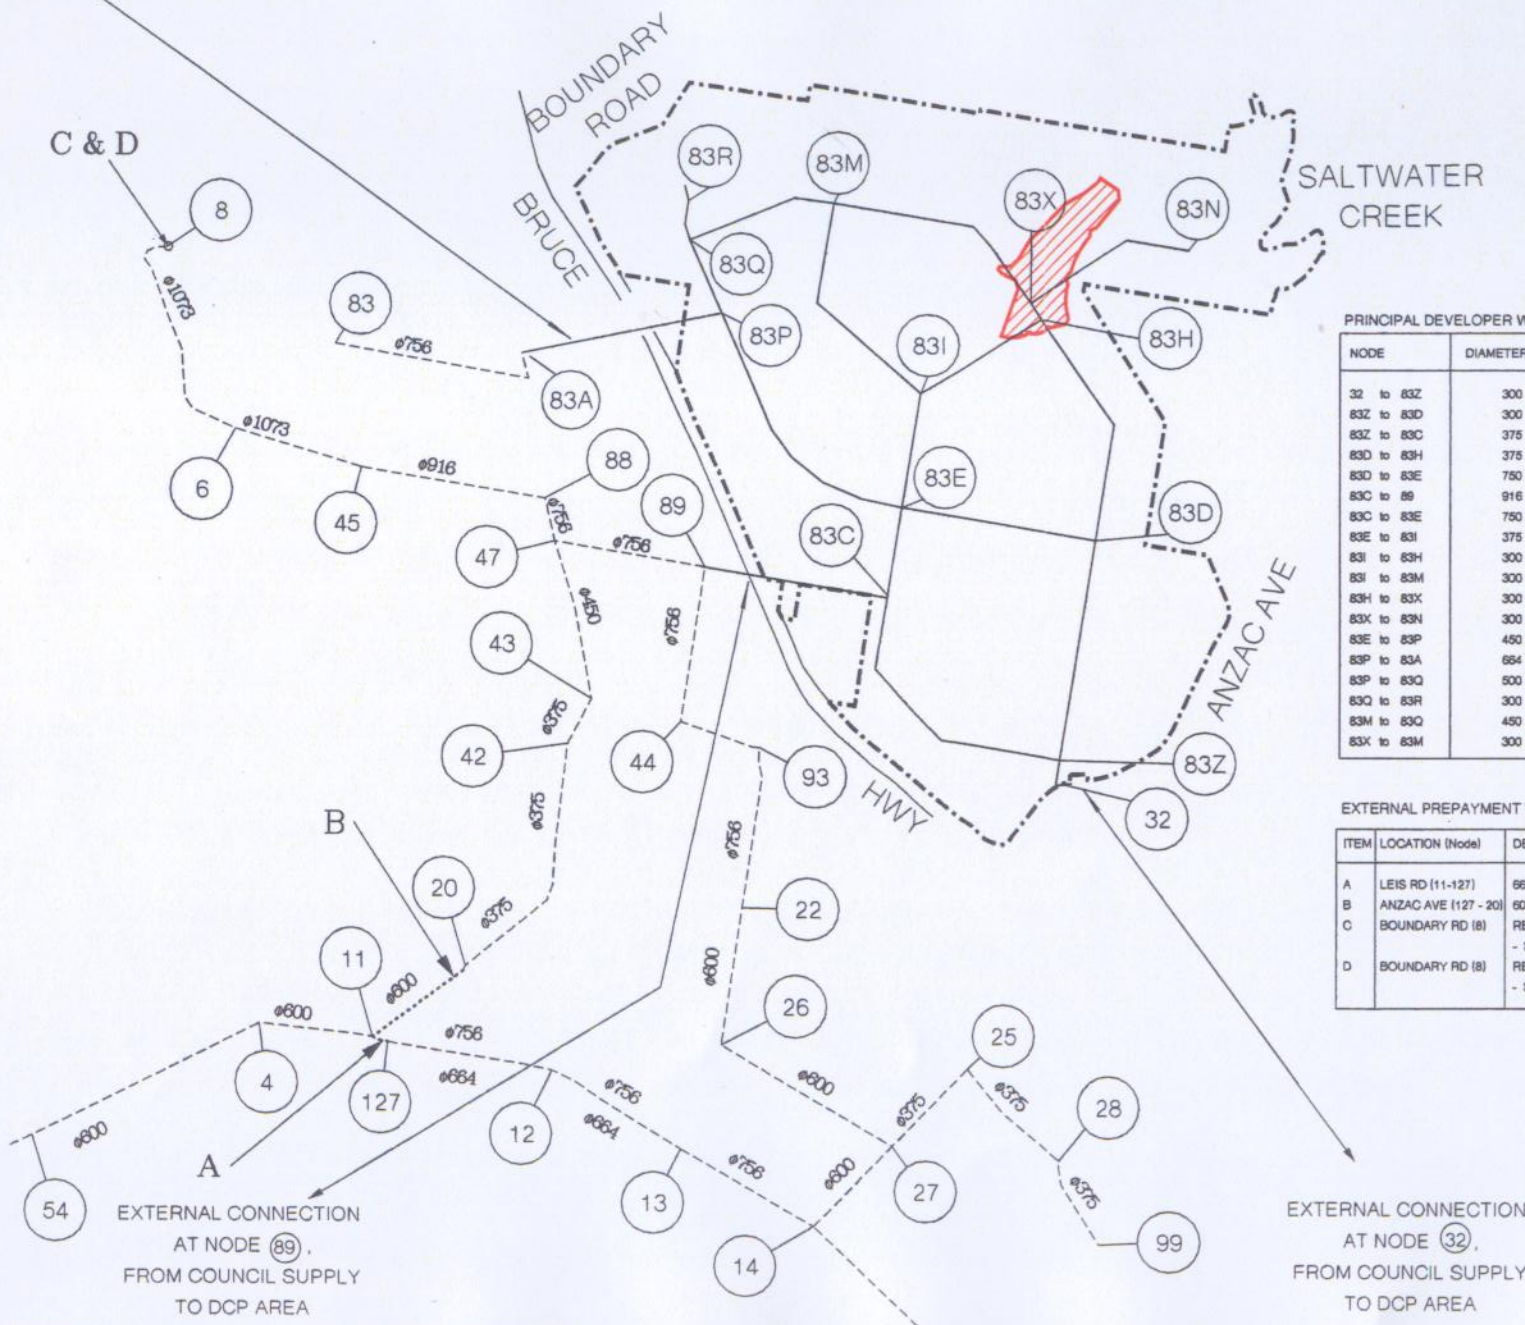 BOUNDARY
ROAD
C & D
8
83R
83M
83X
83N
SALTWATER
CREEK
BRUCE
83Q
ø1073
83
83P
83I
83H
ø756
83A
PRINCIPAL DEVELOPER W
NODE DIAMETER
32 to 83Z 300
83Z to 83D 300
83Z to 83C 375
83D to 83H 375
83D to 83E 750
83C to 89 916
83C to 83E 750
83E to 83I 375
83I to 83H 300
83I to 83M 300
83H to 83X 300
83X to 83N 300
83E to 83P 450
83P to 83A 664
83P to 83Q 500
83Q to 83R 300
83M to 83Q 450
83X to 83M 300
ø1073
ø916
88
83E
6
45
ø756
89
83D
47
ø756
83C
ø450
ø756
43
ANZAC AVE
ø375
42
44
93
83Z
HWY
32
B
ø375
ø756
EXTERNAL PREPAYMENT
ITEM LOCATION (Node)
A LEIS RD (11-127)
B ANZAC AVE (127 - 20)
C BOUNDARY RD (8)
D BOUNDARY RD (8)
20
ø375
22
11
ø600
ø600
26
ø600
ø756
25
4
127
ø664
ø756
ø600
ø375
ø375
28
ø600
12
ø664
ø756
ø600
A
27
ø375
54
13
14
99
EXTERNAL CONNECTION
AT NODE 89,
FROM COUNCIL SUPPLY
TO DCP AREA
EXTERNAL CONNECTION
AT NODE 32,
FROM COUNCIL SUPPLY
TO DCP AREA